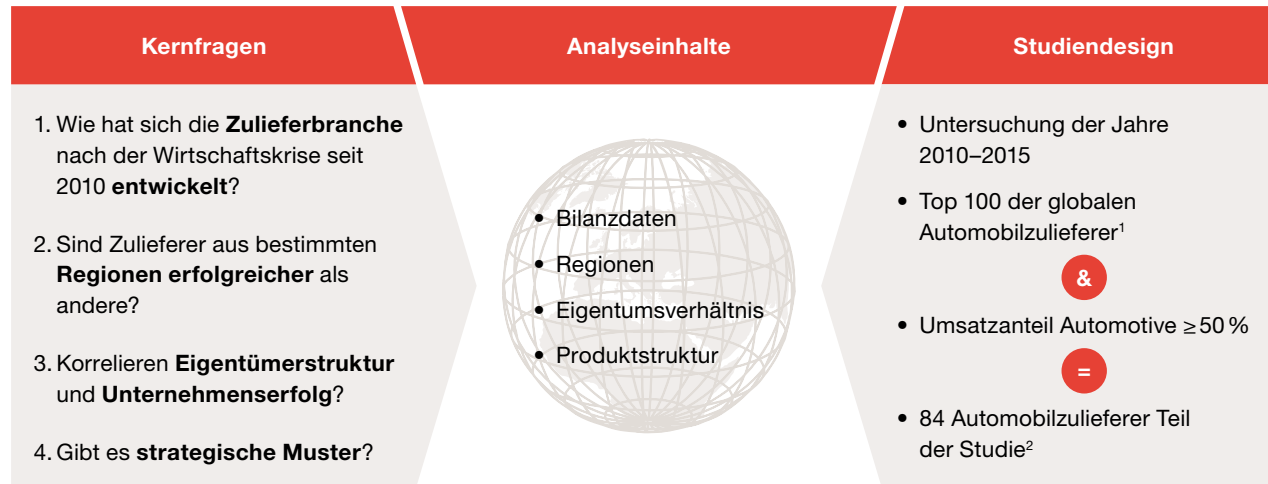 Kernfragen
1. Wie hat sich die Zulieferbranche
nach der Wirtschaftskrise seit
2010 entwickelt?
2. Sind Zulieferer aus bestimmten
Regionen erfolgreicher als
andere?
3. Korrelieren Eigentümerstruktur
und Unternehmenserfolg?
4. Gibt es strategische Muster?
Analyseinhalte
• Bilanzdaten
• Regionen
• Eigentumsverhältnis
• Produktstruktur
Studiendesign
• Untersuchung der Jahre
2010–2015
• Top 100 der globalen
Automobilzulieferer¹
&
• Umsatzanteil Automotive ≥ 50 %
=
• 84 Automobilzulieferer Teil
der Studie²